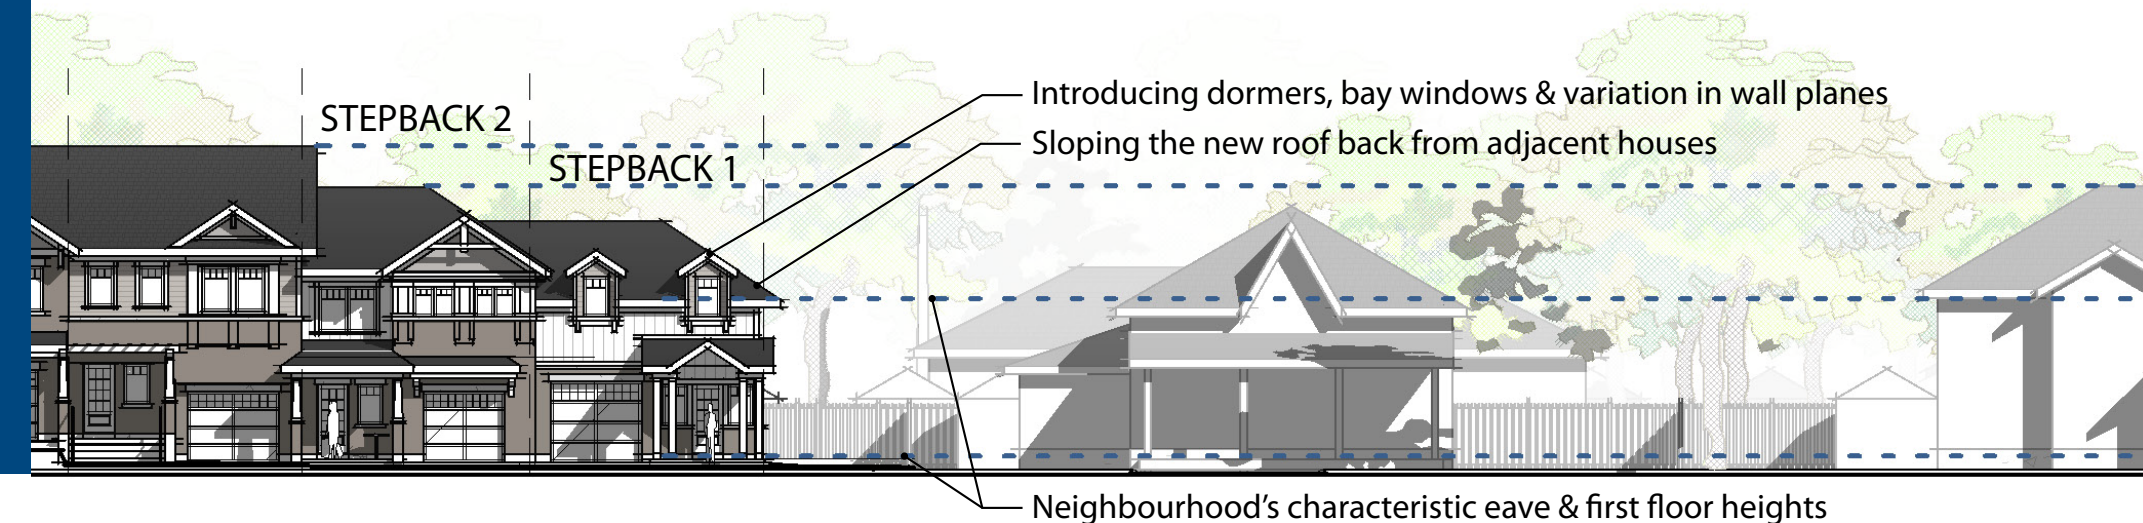 Introducing dormers, bay windows & variation in wall planes
STEPBACK 2
Sloping the new roof back from adjacent houses
STEPBACK 1
Neighbourhood's characteristic eave & first floor heights